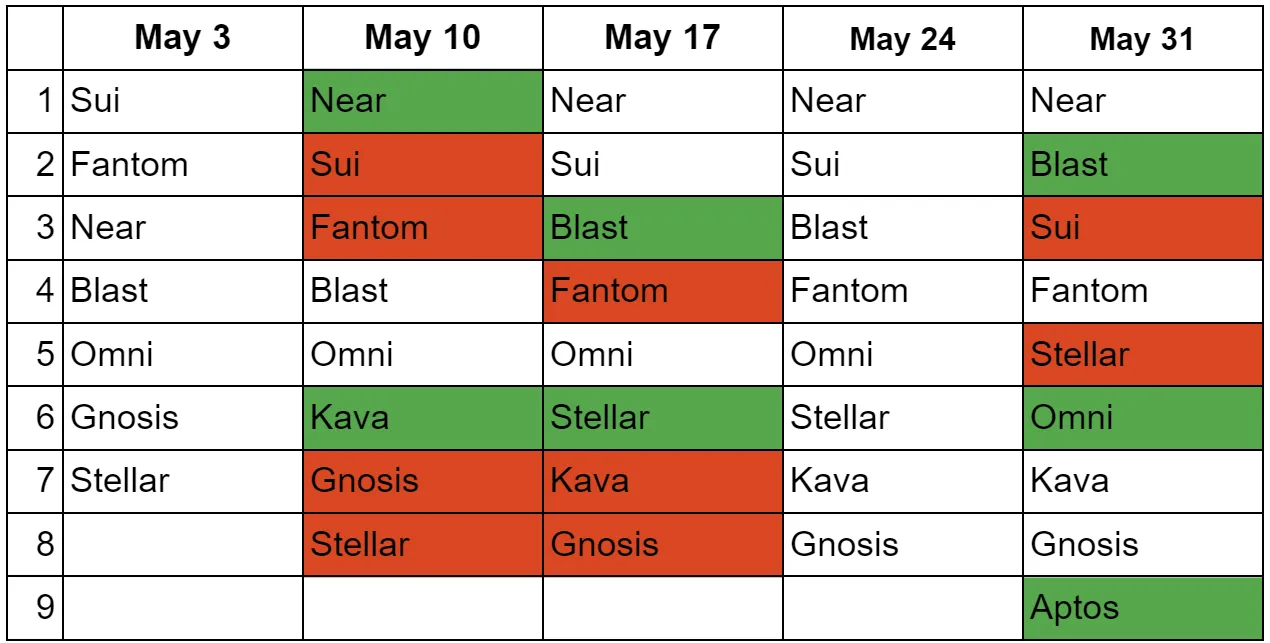 May 3 May 10 May 17 May 24 May 31
1 Sui Near Near Near Near
2 Fantom Sui Sui Sui Blast
3 Near Fantom Blast Blast Sui
4 Blast Blast Fantom Fantom Fantom
5 Omni Omni Omni Omni Stellar
6 Gnosis Kava Stellar Stellar Omni
7 Stellar Gnosis Kava Kava Kava
8 Stellar Gnosis Gnosis Gnosis
9 Aptos